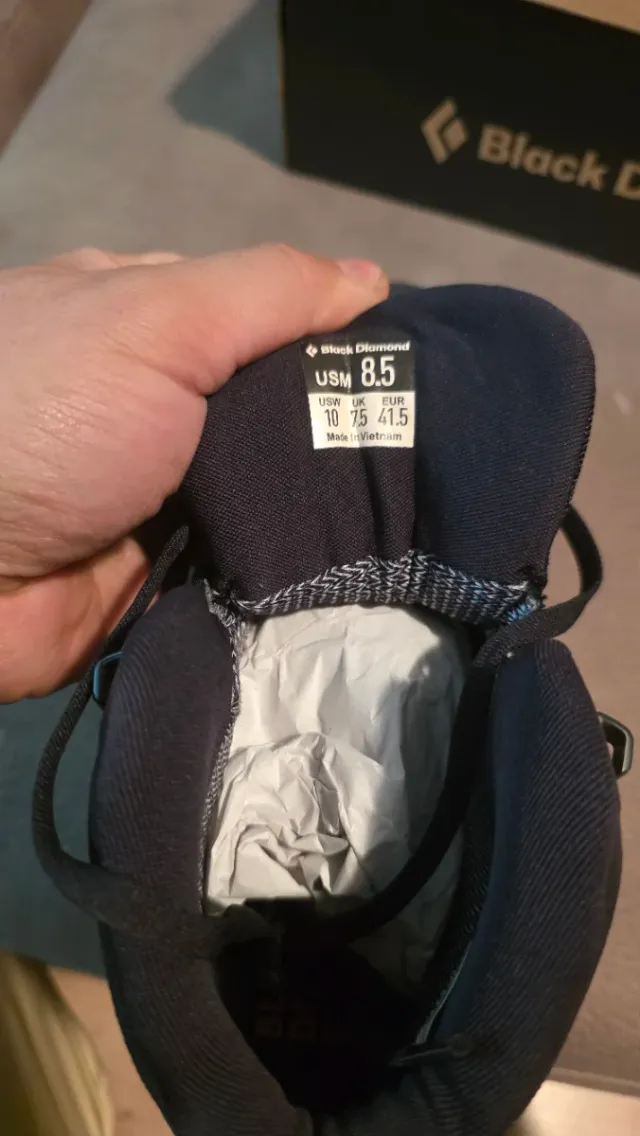 Black D
Black Diamond
USM 8.5
USW UK EUR
10 7.5 41.5
Made in Vietnam